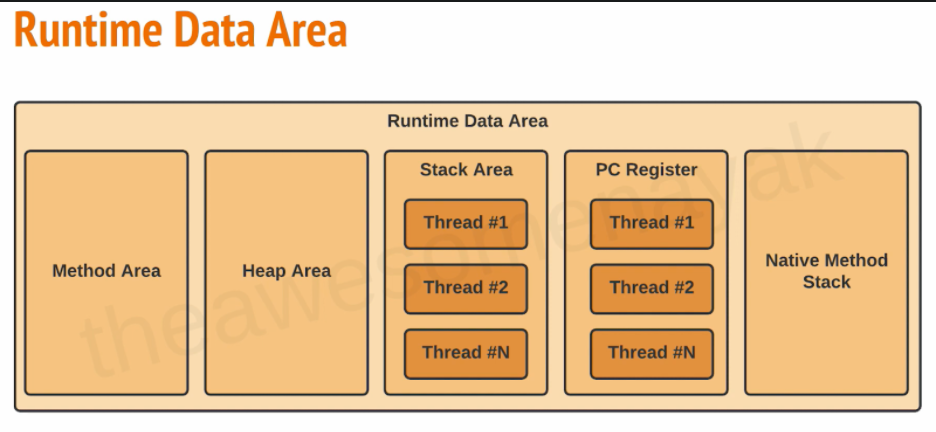 Runtime Data Area
Runtime Data Area
Method Area
Heap Area
Stack Area
Thread #1
Thread #2
Thread #N
PC Register
Thread #1
Thread #2
Thread #N
Native Method
Stack
theawesomenayak